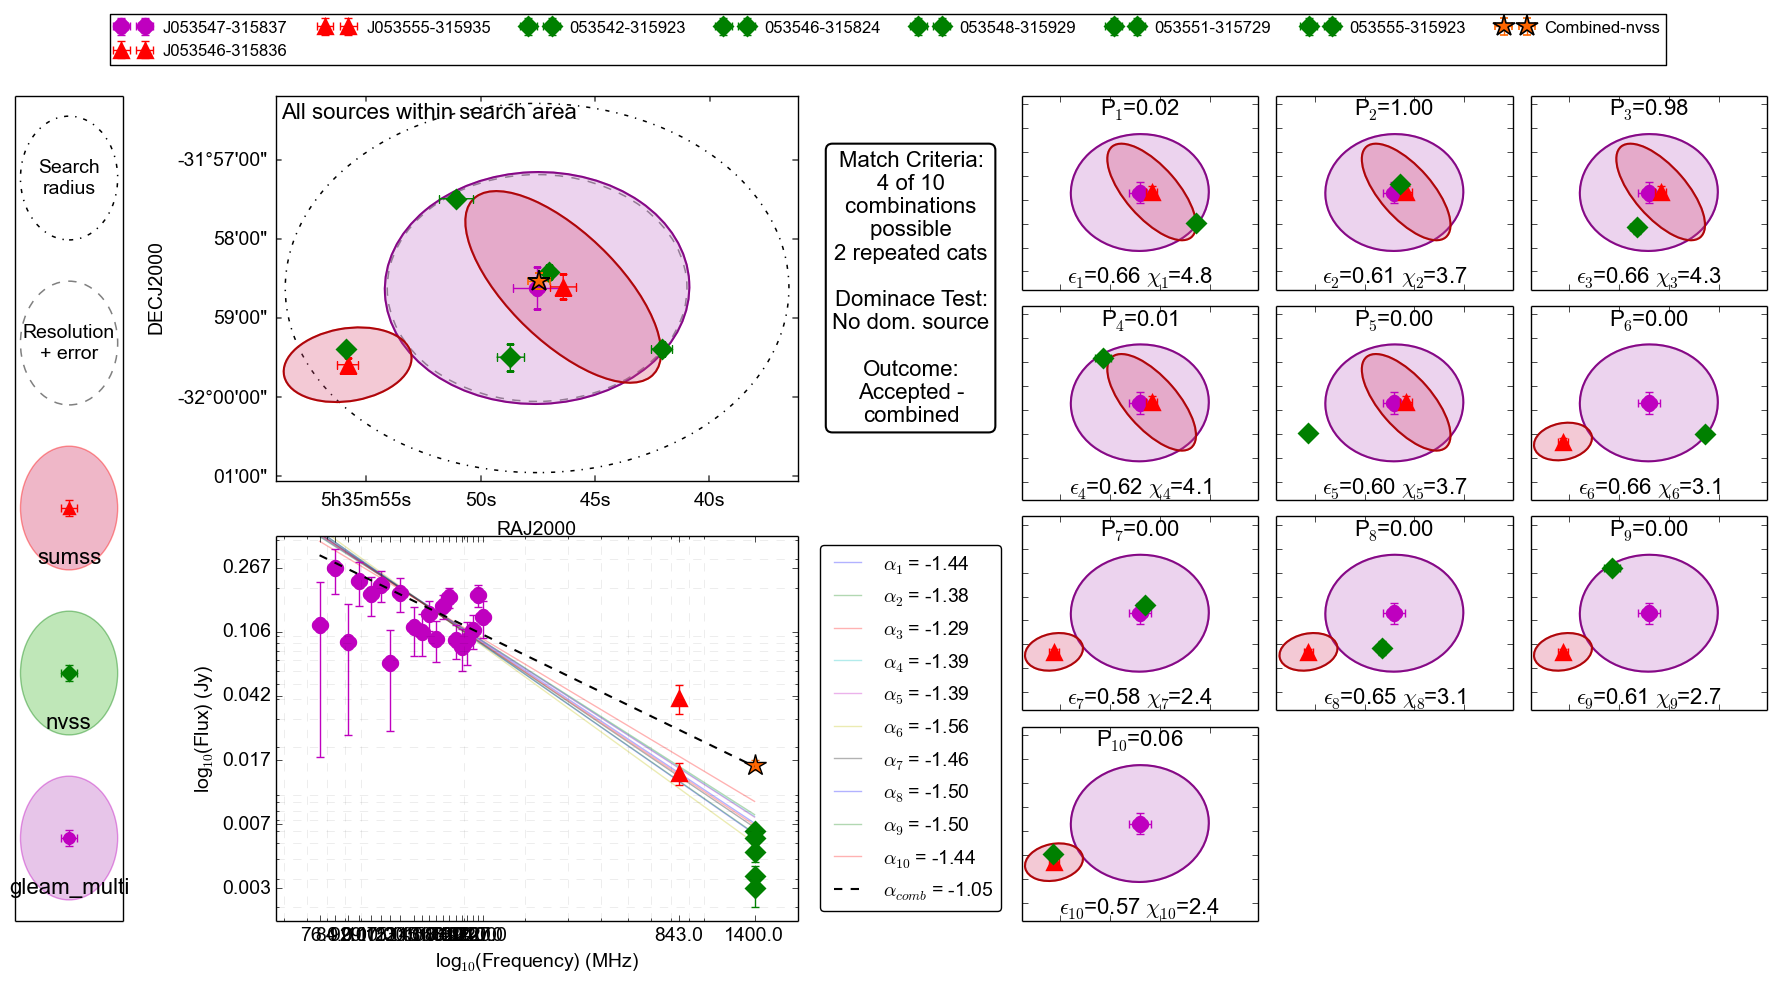 J053547-315837
J053555-315935
053542-315923
053546-315824
053548-315929
053551-315729
053555-315923
Combined-nvss
J053546-315836
Search
radius
Resolution
+ error
sumss
nvss
gleam_multi
All sources within search area
-31°57'00"
58'00"
59'00"
-32°00'00"
01'00"
DECJ2000
5h35m55s
50s
45s
40s
RAJ2000
Match Criteria:
4 of 10
combinations
possible
2 repeated cats
Dominace Test:
No dom. source
Outcome:
Accepted -
combined
0.267
0.106
0.042
0.017
0.007
0.003
log10(Flux) (Jy)
843.0
1400.0
log10(Frequency) (MHz)
α1 = -1.44
α2 = -1.38
α3 = -1.29
α4 = -1.39
α5 = -1.39
α6 = -1.56
α7 = -1.46
α8 = -1.50
α9 = -1.50
α10 = -1.44
αcomb = -1.05
P1=0.02
ϵ1=0.66 χ1=4.8
P2=1.00
ϵ2=0.61 χ2=3.7
P3=0.98
ϵ3=0.66 χ3=4.3
P4=0.01
ϵ4=0.62 χ4=4.1
P5=0.00
ϵ5=0.60 χ5=3.7
P6=0.00
ϵ6=0.66 χ6=3.1
P7=0.00
ϵ7=0.58 χ7=2.4
P8=0.00
ϵ8=0.65 χ8=3.1
P9=0.00
ϵ9=0.61 χ9=2.7
P10=0.06
ϵ10=0.57 χ10=2.4